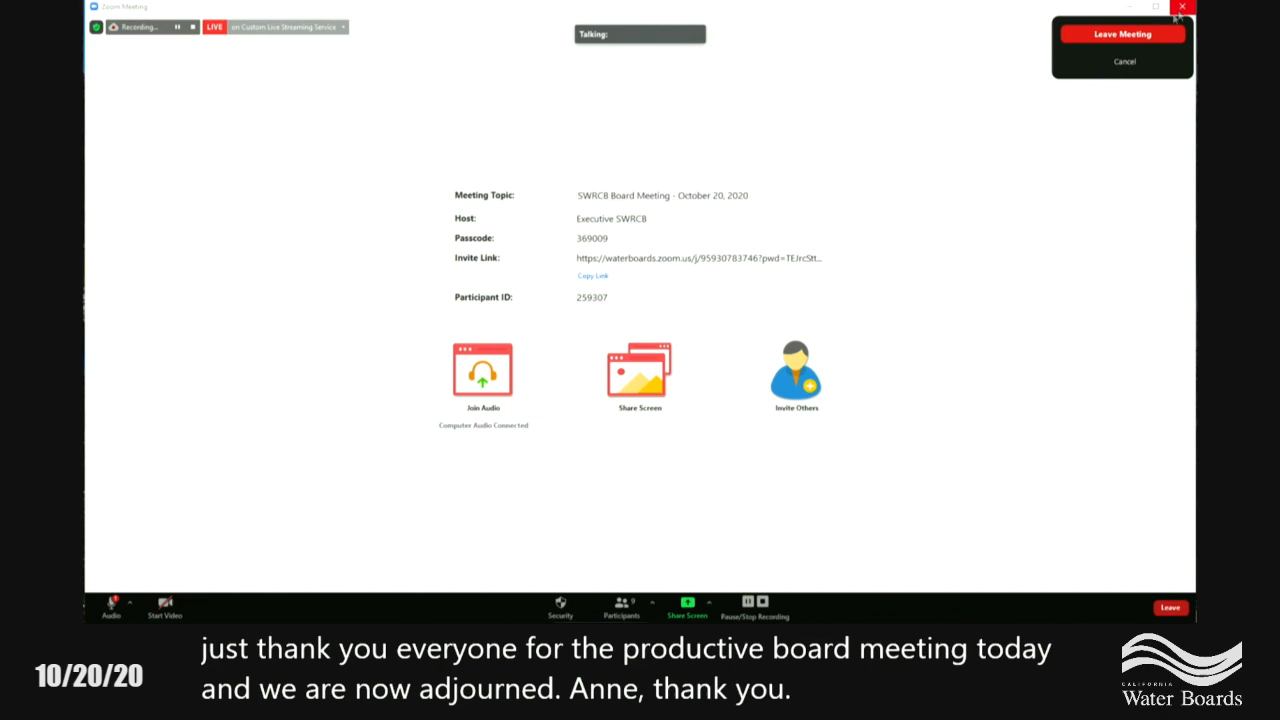 Zoom Meeting
Recording...
LIVE on Custom Live Streaming Service
Talking:
Leave Meeting
Cancel
Meeting Topic: SWRCB Board Meeting - October 20, 2020
Host: Executive SWRCB
Passcode: 369009
Invite Link: https://waterboards.zoom.us/j/95930783746?pwd=TEJrcStt...
Copy Link
Participant ID: 259307
Join Audio
Share Screen
Invite Others
Computer Audio Connected
Audio
Start Video
Security
Participants 9
Share Screen
Pause/Stop Recording
Leave
just thank you everyone for the productive board meeting today
and we are now adjourned. Anne, thank you.
10/20/20
CALIFORNIA
Water Boards